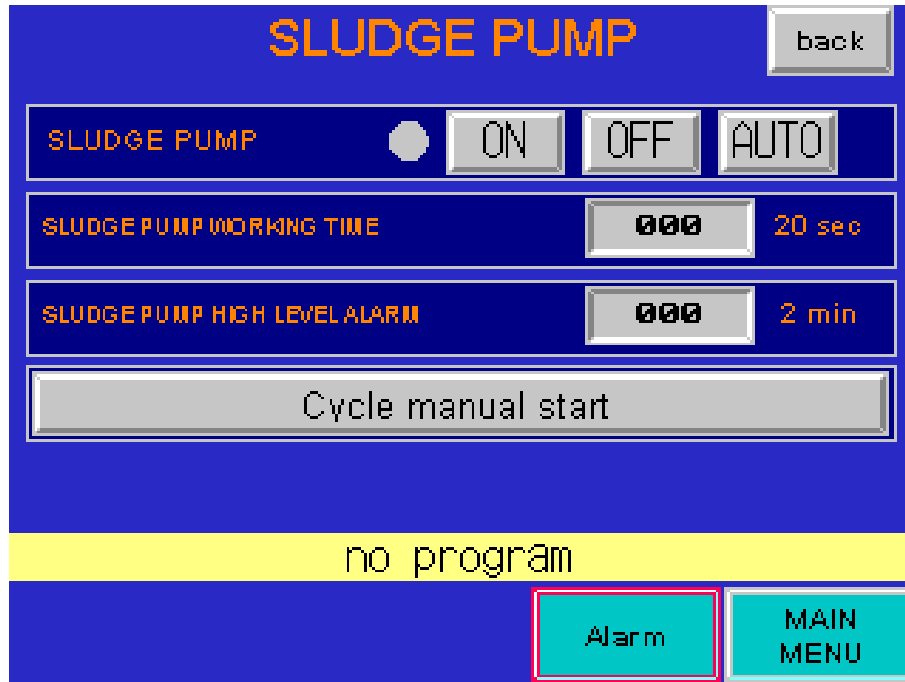 SLUDGE PUMP
back
SLUDGE PUMP ON OFF AUTO
SLUDGE PUMP WORKING TIME 000 20 sec
SLUDGE PUMP HIGH LEVEL ALARM 000 2 min
Cycle manual start
no program
Alarm
MAIN
MENU